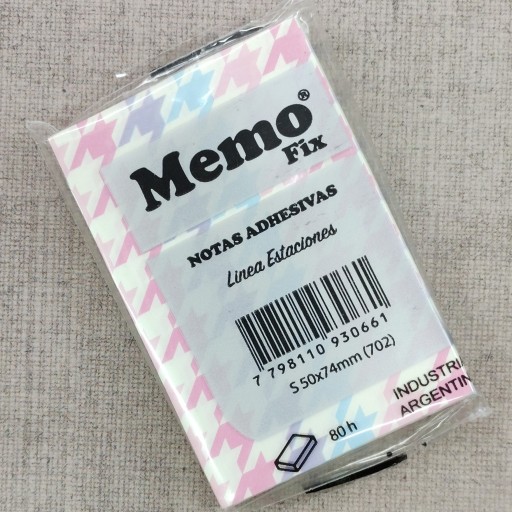 Memo®
Fix
NOTAS ADHESIVAS
Linea Estaciones
7 798110 930661
S 50x74mm (702)
INDUSTRI
ARGENTIN
80 h